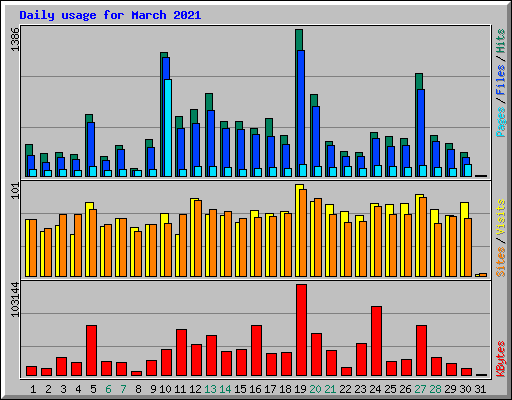 Daily usage for March 2021
1386
Pages / Files / Hits
101
Sites / Visits
103144
KBytes
1 2 3 4 5 6 7 8 9 10 11 12 13 14 15 16 17 18 19 20 21 22 23 24 25 26 27 28 29 30 31